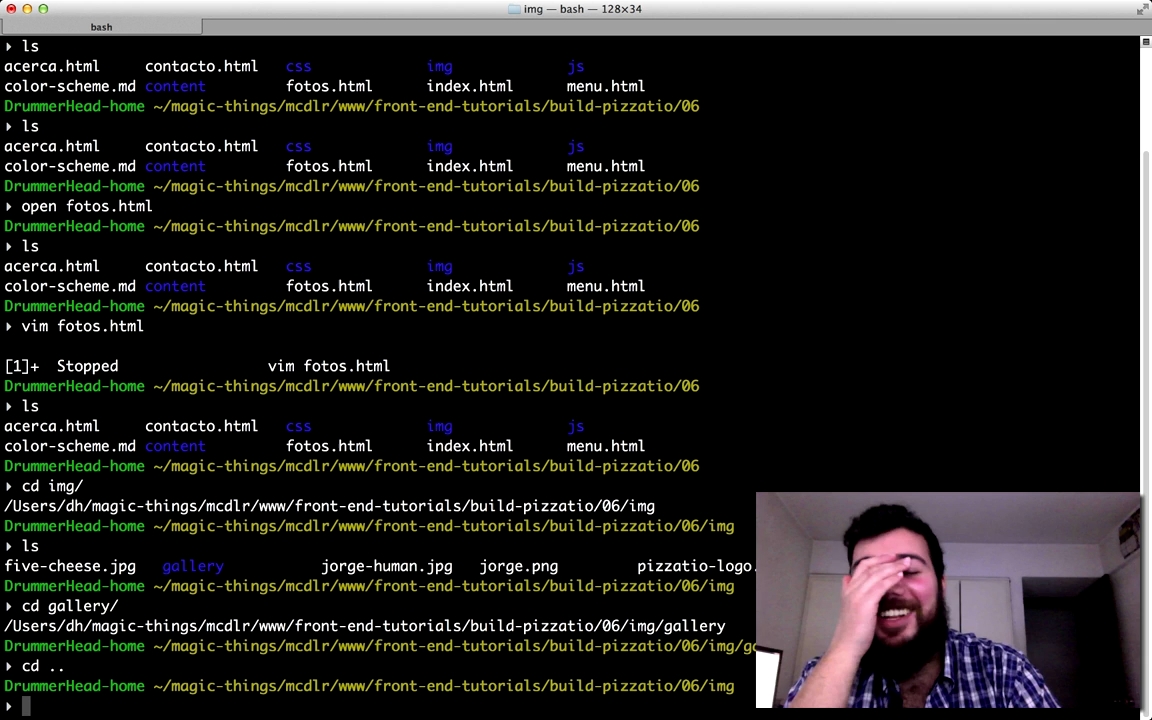 img — bash — 128×34
bash
▸ ls
acerca.html contacto.html css img js
color-scheme.md content fotos.html index.html menu.html
DrummerHead-home ~/magic-things/mcdlr/www/front-end-tutorials/build-pizzatio/06
▸ ls
acerca.html contacto.html css img js
color-scheme.md content fotos.html index.html menu.html
DrummerHead-home ~/magic-things/mcdlr/www/front-end-tutorials/build-pizzatio/06
▸ open fotos.html
DrummerHead-home ~/magic-things/mcdlr/www/front-end-tutorials/build-pizzatio/06
▸ ls
acerca.html contacto.html css img js
color-scheme.md content fotos.html index.html menu.html
DrummerHead-home ~/magic-things/mcdlr/www/front-end-tutorials/build-pizzatio/06
▸ vim fotos.html
[1]+ Stopped vim fotos.html
DrummerHead-home ~/magic-things/mcdlr/www/front-end-tutorials/build-pizzatio/06
▸ ls
acerca.html contacto.html css img js
color-scheme.md content fotos.html index.html menu.html
DrummerHead-home ~/magic-things/mcdlr/www/front-end-tutorials/build-pizzatio/06
▸ cd img/
/Users/dh/magic-things/mcdlr/www/front-end-tutorials/build-pizzatio/06/img
DrummerHead-home ~/magic-things/mcdlr/www/front-end-tutorials/build-pizzatio/06/img
▸ ls
five-cheese.jpg gallery jorge-human.jpg jorge.png pizzatio-logo.
DrummerHead-home ~/magic-things/mcdlr/www/front-end-tutorials/build-pizzatio/06/img
▸ cd gallery/
/Users/dh/magic-things/mcdlr/www/front-end-tutorials/build-pizzatio/06/img/gallery
DrummerHead-home ~/magic-things/mcdlr/www/front-end-tutorials/build-pizzatio/06/img/ga
▸ cd ..
DrummerHead-home ~/magic-things/mcdlr/www/front-end-tutorials/build-pizzatio/06/img
▸